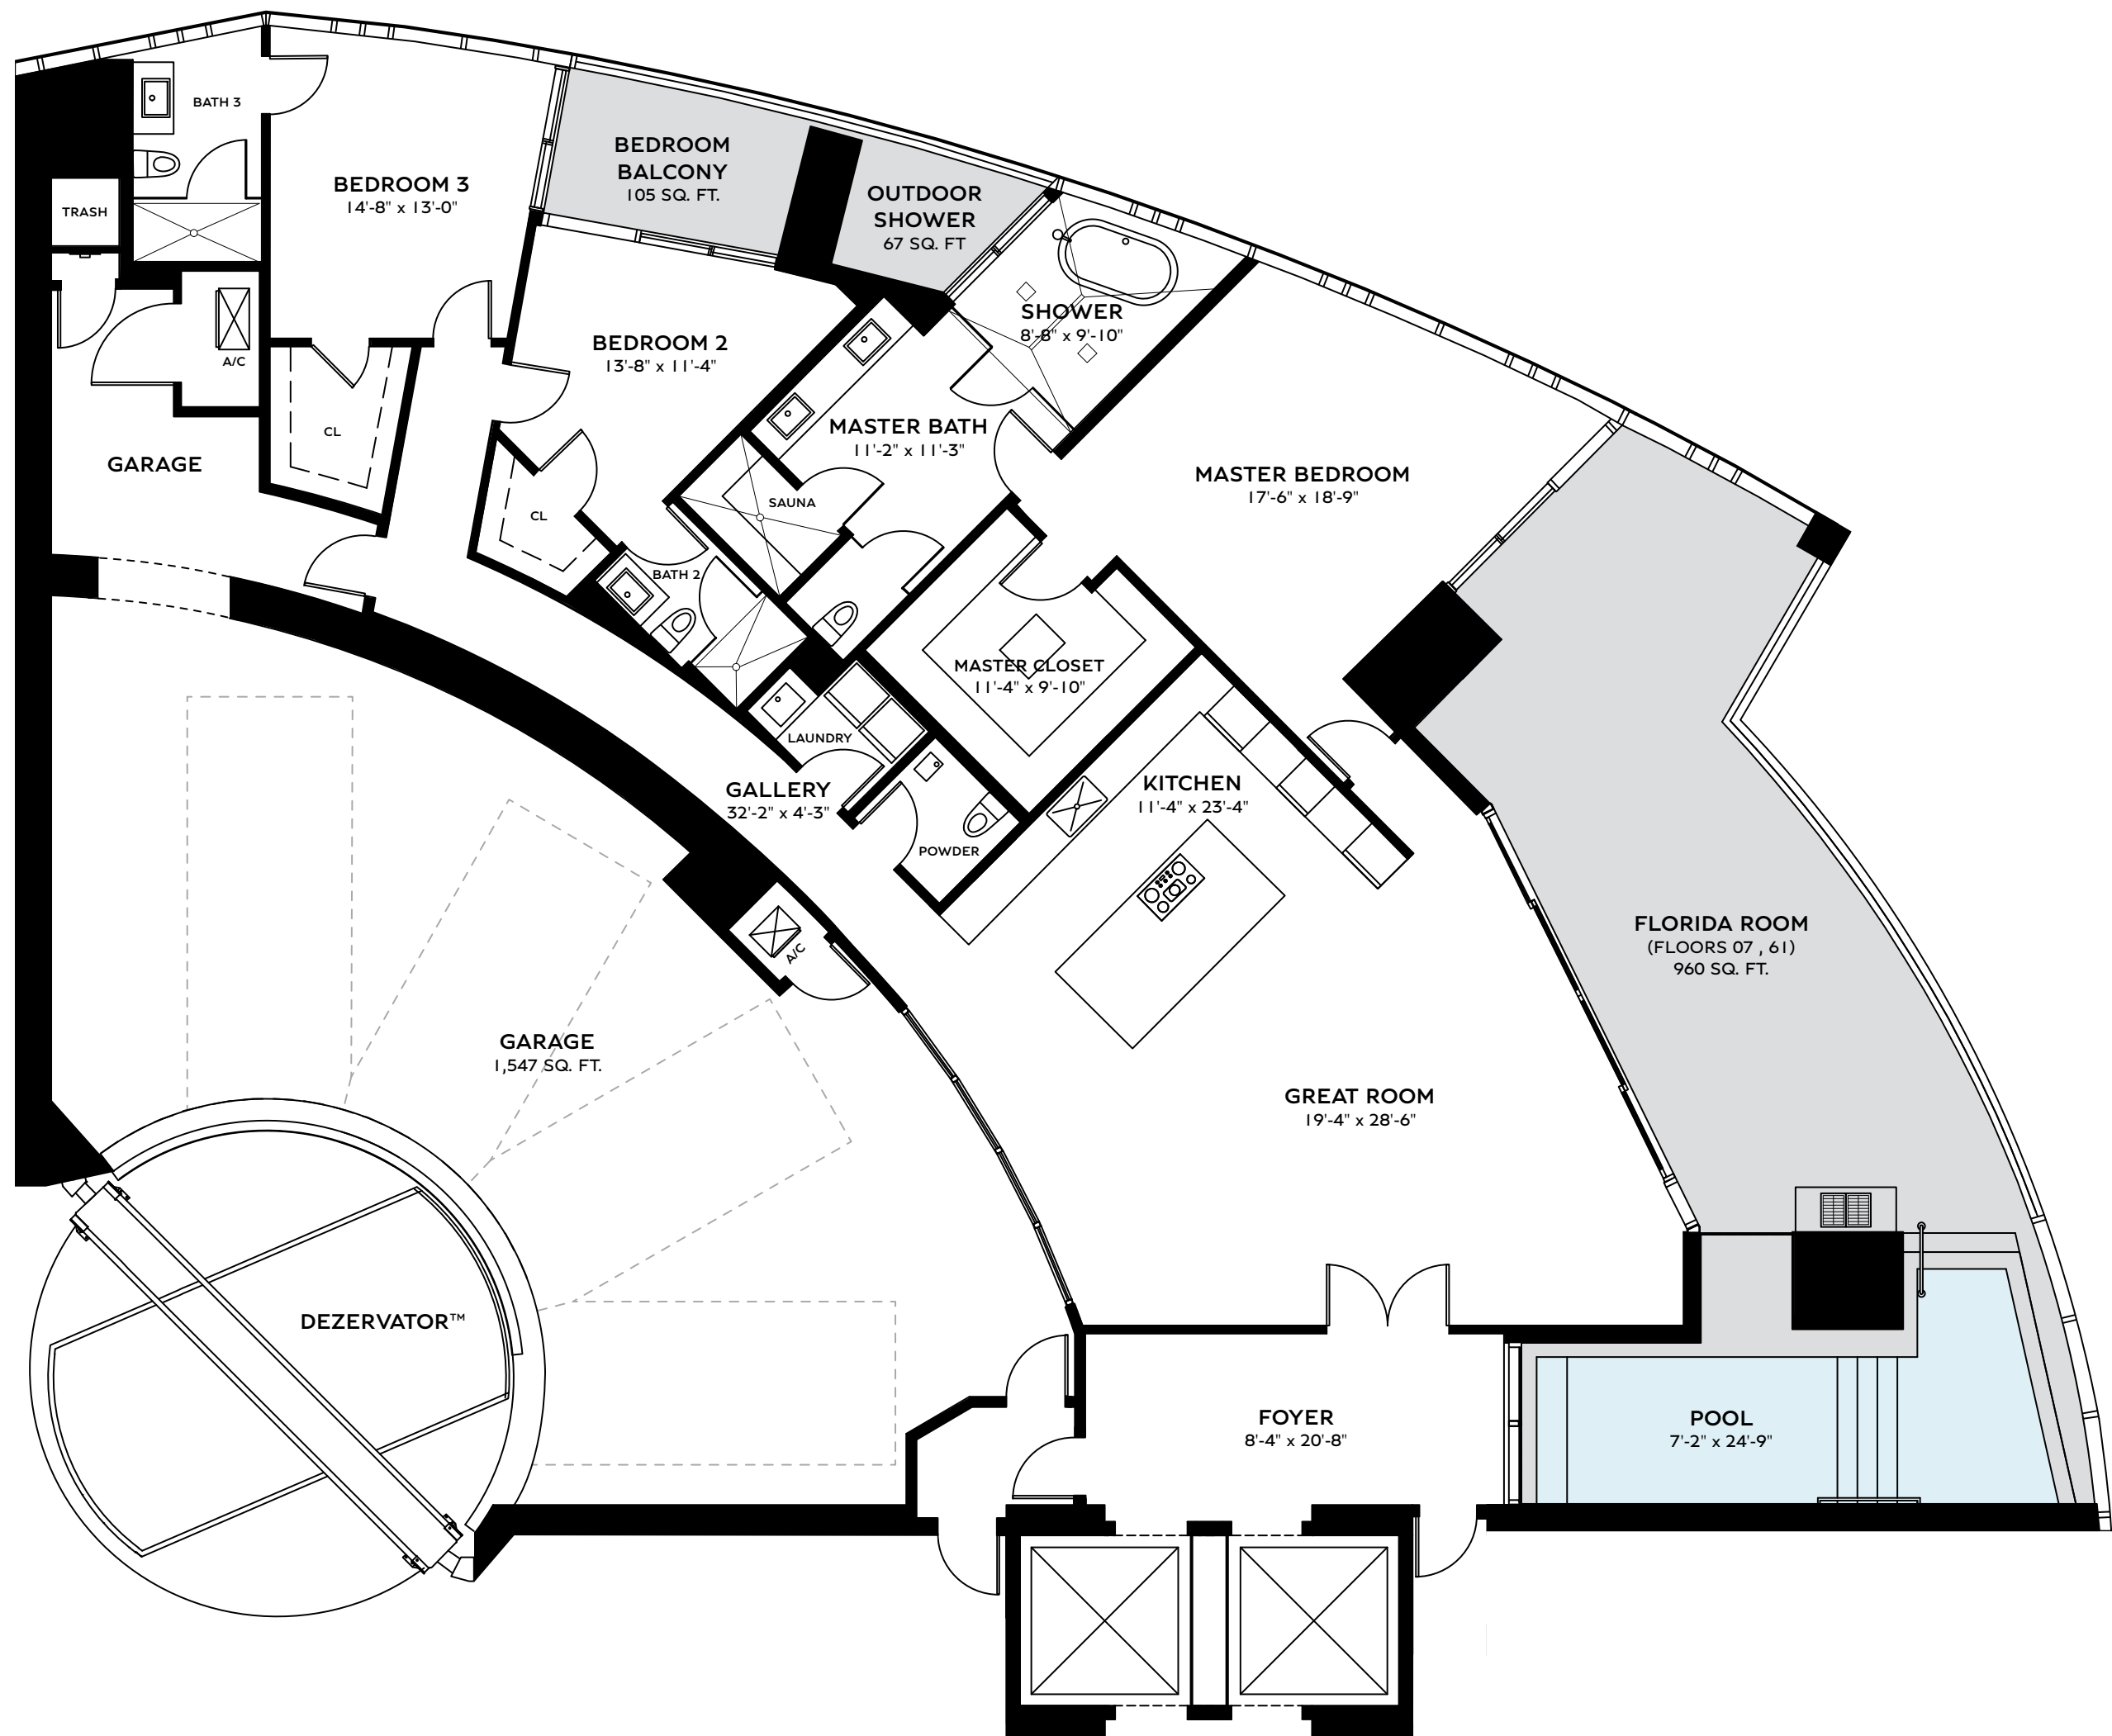 BATH 3
BEDROOM 3
14'-8" x 13'-0"
BEDROOM
BALCONY
105 SQ. FT.
OUTDOOR
SHOWER
67 SQ. FT
TRASH
A/C
SHOWER
8'-8" x 9'-10"
BEDROOM 2
13'-8" x 11'-4"
CL
GARAGE
MASTER BATH
11'-2" x 11'-3"
MASTER BEDROOM
17'-6" x 18'-9"
SAUNA
CL
BATH 2
MASTER CLOSET
11'-4" x 9'-10"
LAUNDRY
GALLERY
32'-2" x 4'-3"
KITCHEN
11'-4" x 23'-4"
POWDER
A/C
FLORIDA ROOM
(FLOORS 07 , 61)
960 SQ. FT.
GARAGE
1,547 SQ. FT.
GREAT ROOM
19'-4" x 28'-6"
DEZERVATOR™
FOYER
8'-4" x 20'-8"
POOL
7'-2" x 24'-9"